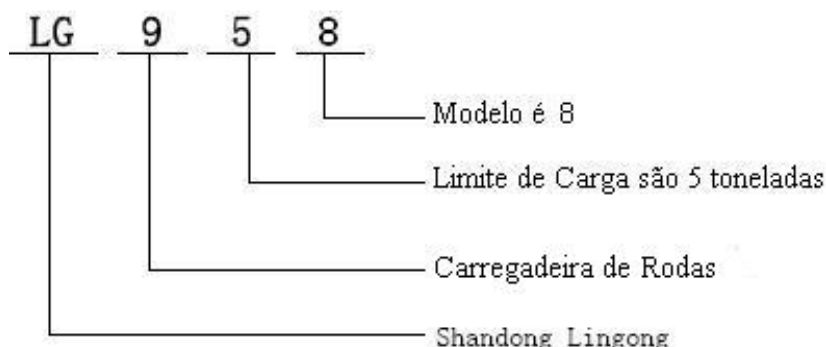 LG 9 5 8
Modelo é 8
Limite de Carga são 5 toneladas
Carregadeira de Rodas
Shandong Lingong